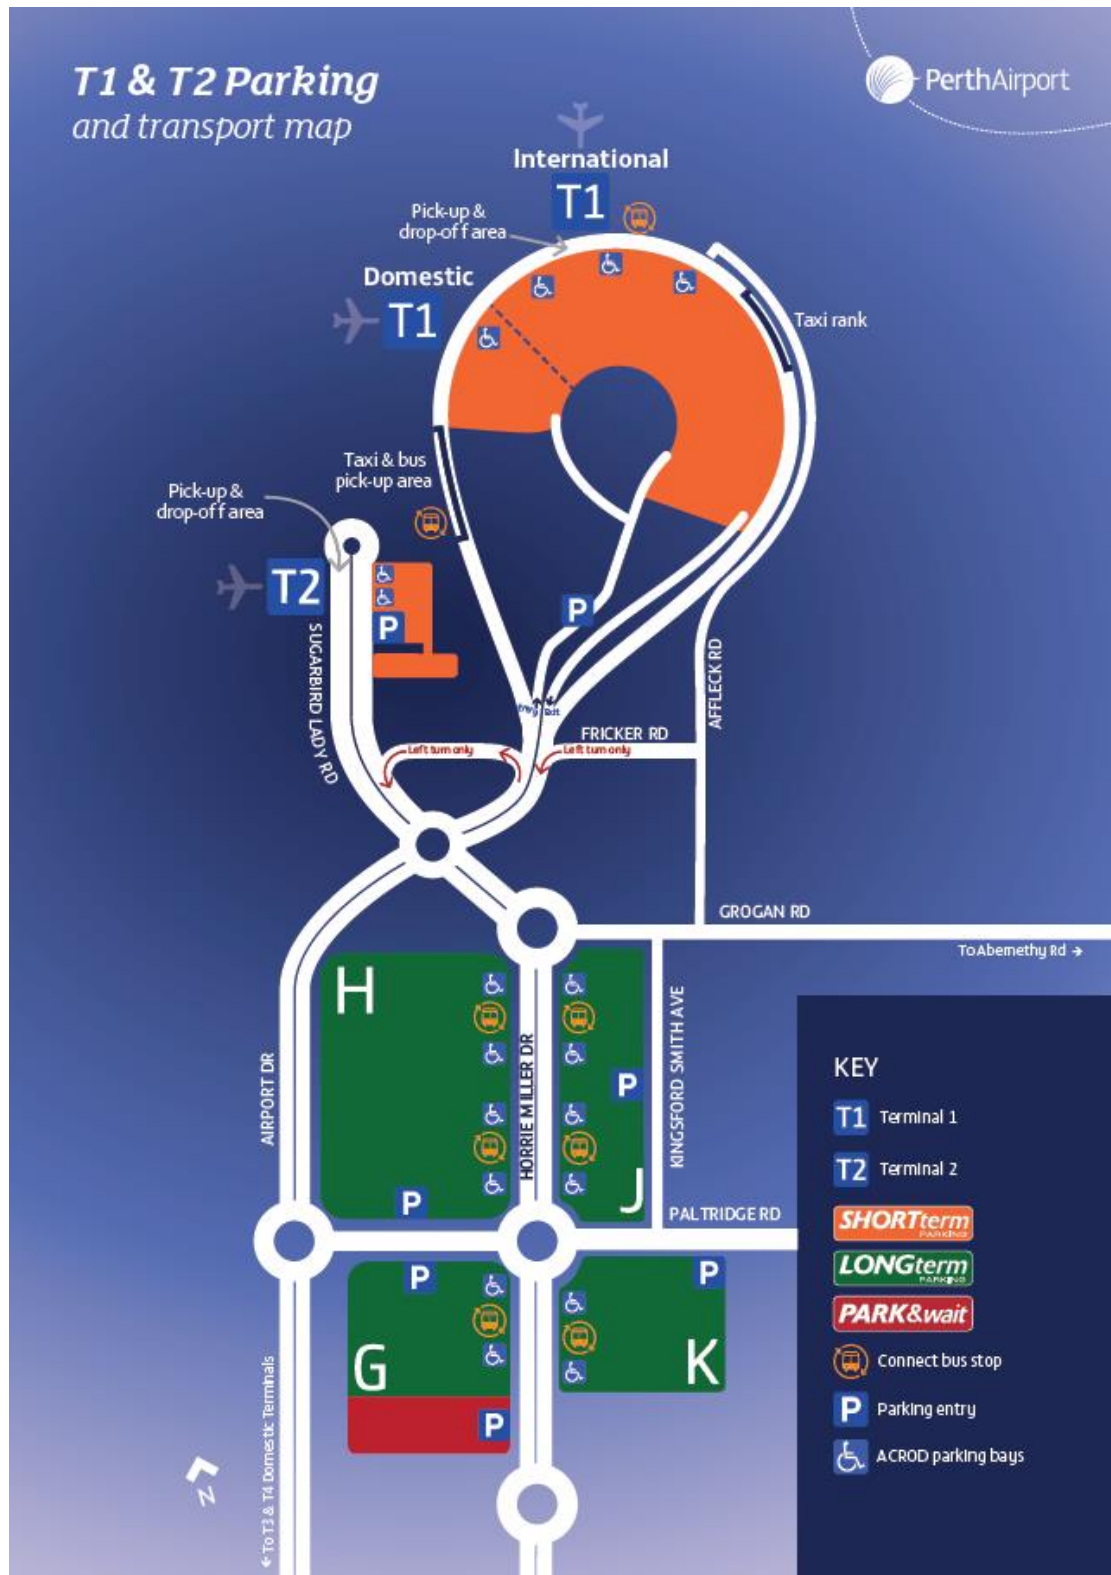 T1 & T2 Parking
and transport map
PerthAirport
International
T1
Pick-up &
drop-off area
Domestic
T1
Taxi rank
Taxi & bus
pick-up area
Pick-up &
drop-off area
T2
P
P
SUGARBIRD LADY RD
AFFLECK RD
Entry Exit
FRICKER RD
Left turn only
Left turn only
GROGAN RD
To Abernethy Rd →
H
KINGSFORD SMITH AVE
AIRPORT DR
HORRIE MILLER DR
P
J
P
PALTRIDGE RD
P
P
G
K
P
← To T3 & T4 Domestic Terminals
N
KEY
T1 Terminal 1
T2 Terminal 2
SHORTterm
PARKING
LONGterm
PARKING
PARK&wait
Connect bus stop
P Parking entry
ACROD parking bays